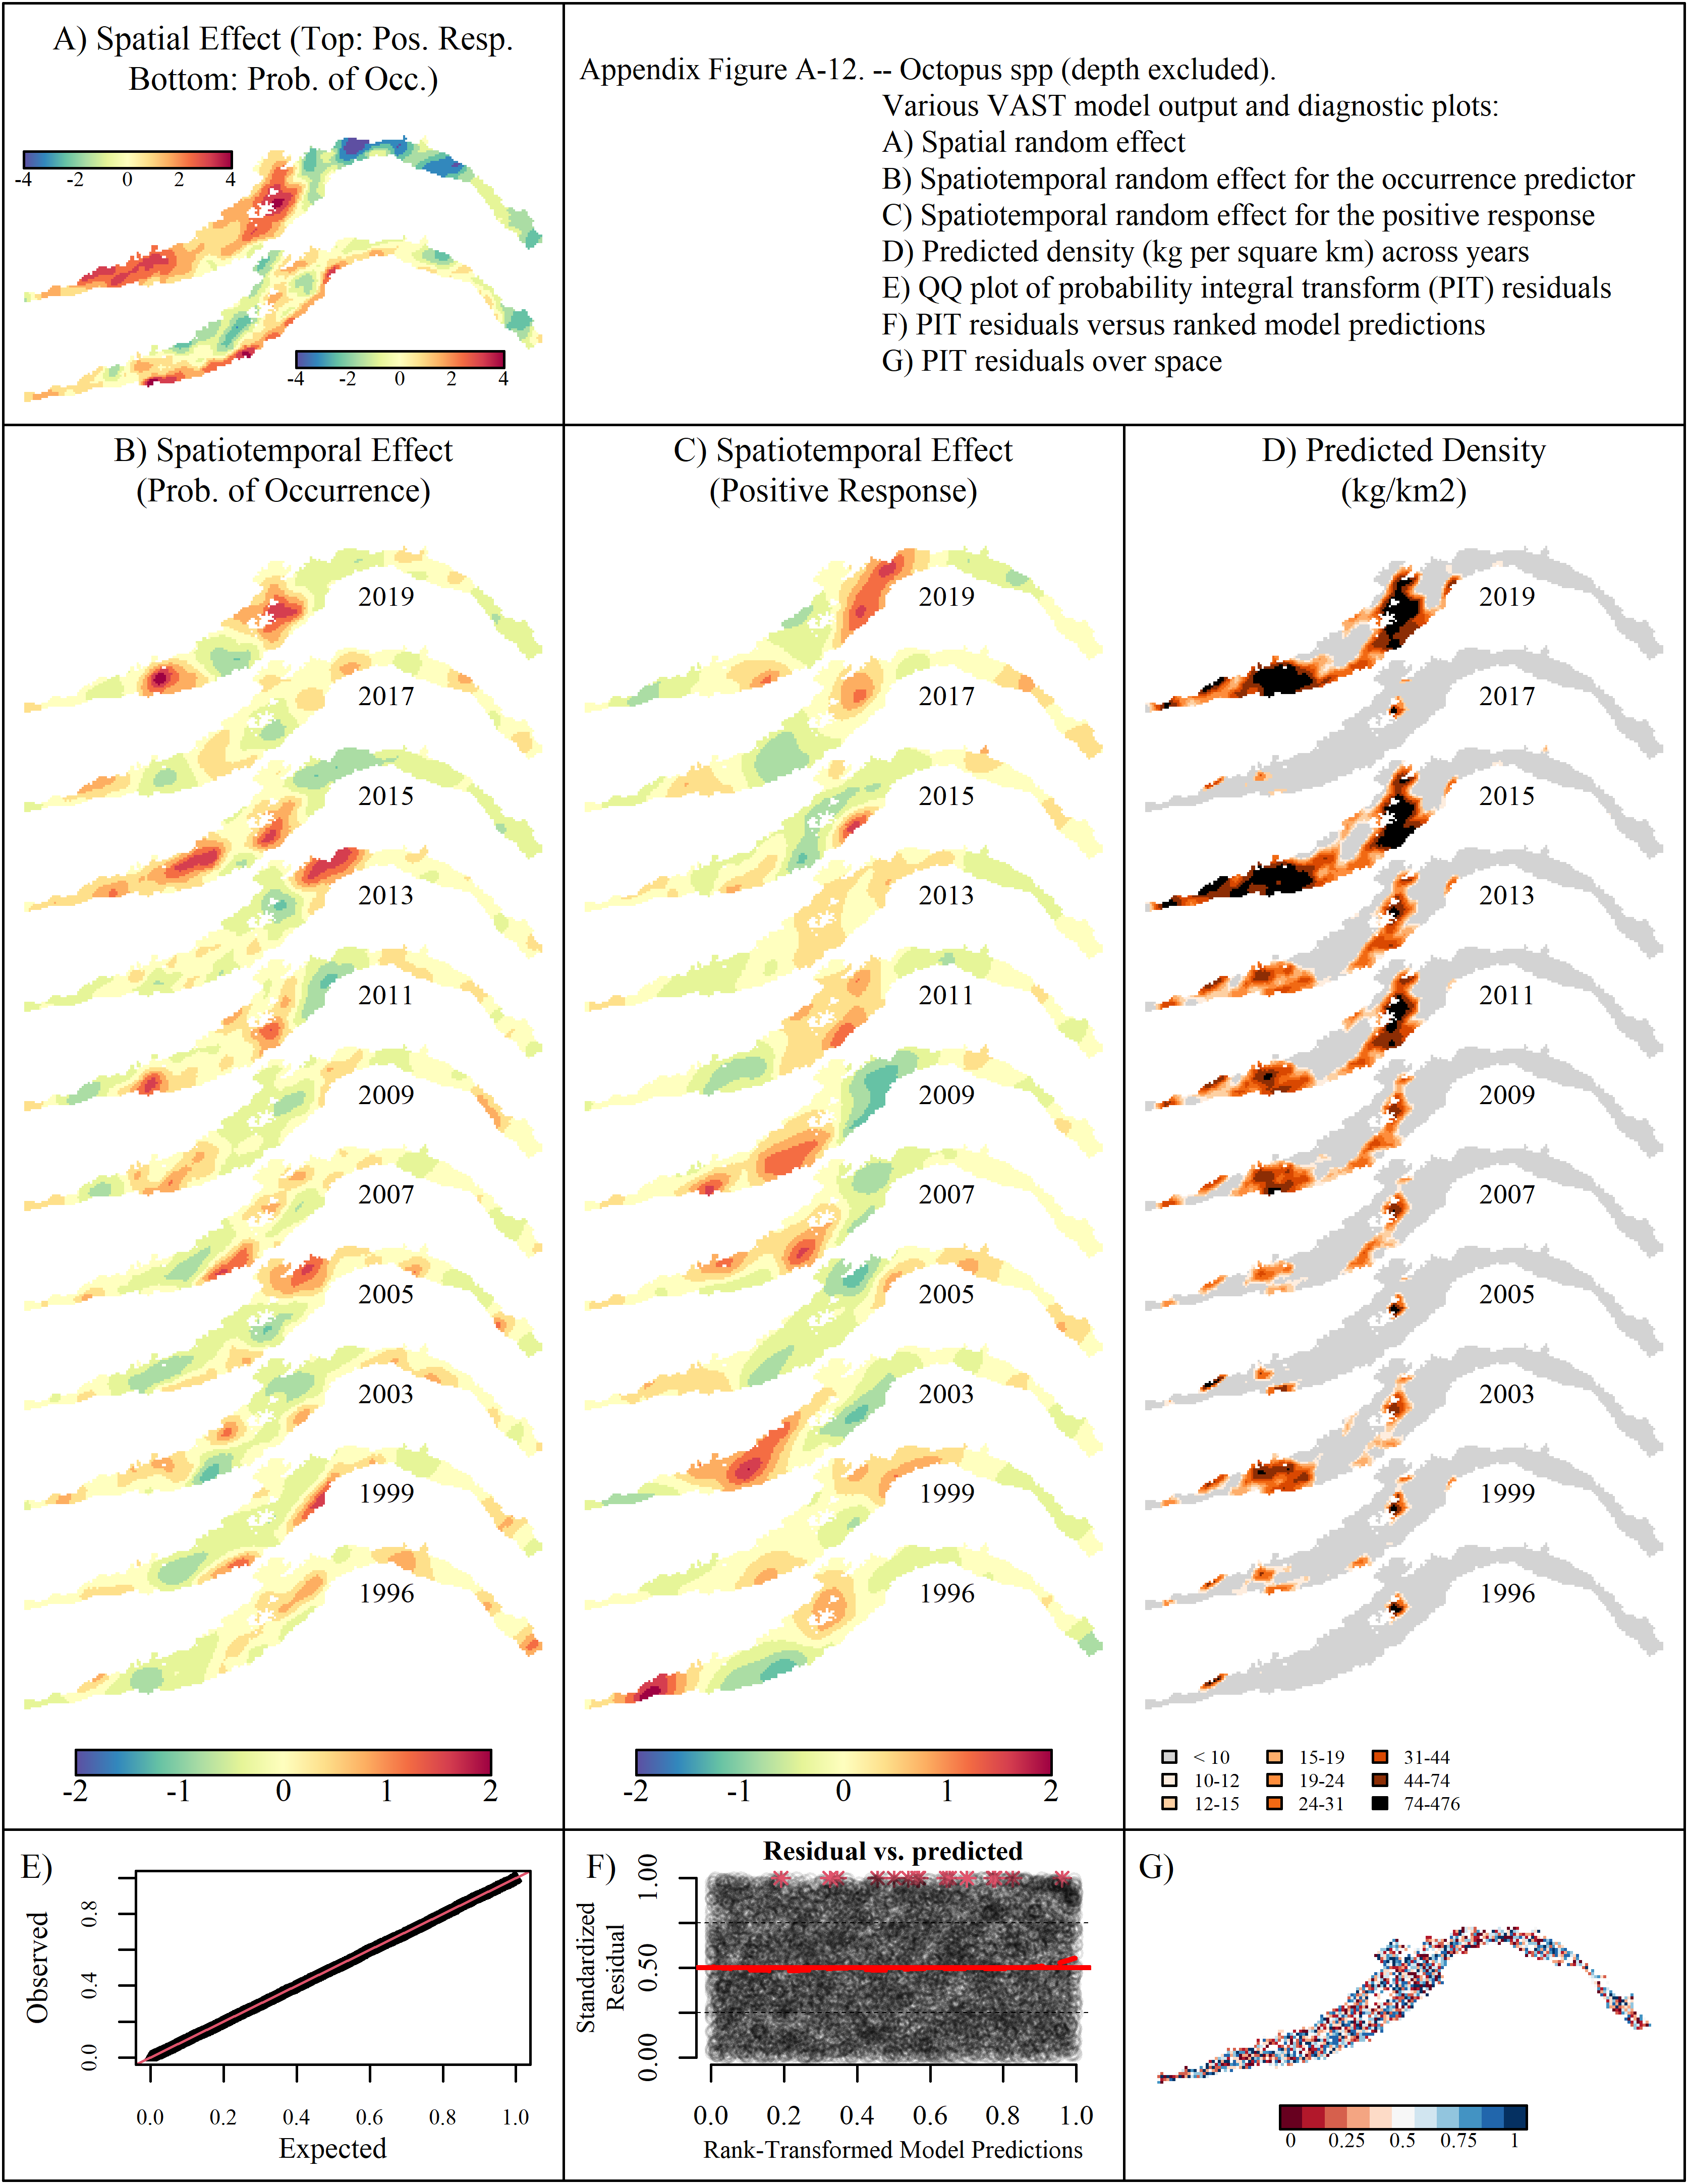 A) Spatial Effect (Top: Pos. Resp.
Bottom: Prob. of Occ.)
-4 -2 0 2 4
-4 -2 0 2 4
Appendix Figure A-12. -- Octopus spp (depth excluded).
Various VAST model output and diagnostic plots:
A) Spatial random effect
B) Spatiotemporal random effect for the occurrence predictor
C) Spatiotemporal random effect for the positive response
D) Predicted density (kg per square km) across years
E) QQ plot of probability integral transform (PIT) residuals
F) PIT residuals versus ranked model predictions
G) PIT residuals over space
B) Spatiotemporal Effect
(Prob. of Occurrence)
2019
2017
2015
2013
2011
2009
2007
2005
2003
1999
1996
-2 -1 0 1 2
C) Spatiotemporal Effect
(Positive Response)
2019
2017
2015
2013
2011
2009
2007
2005
2003
1999
1996
-2 -1 0 1 2
D) Predicted Density
(kg/km2)
2019
2017
2015
2013
2011
2009
2007
2005
2003
1999
1996
< 10 15-19 31-44
10-12 19-24 44-74
12-15 24-31 74-476
E)
Observed
0.8
0.4
0.0
0.0 0.2 0.4 0.6 0.8 1.0
Expected
F)
Residual vs. predicted
Standardized
Residual
1.00
0.50
0.00
0.0 0.2 0.4 0.6 0.8 1.0
Rank-Transformed Model Predictions
G)
0 0.25 0.5 0.75 1